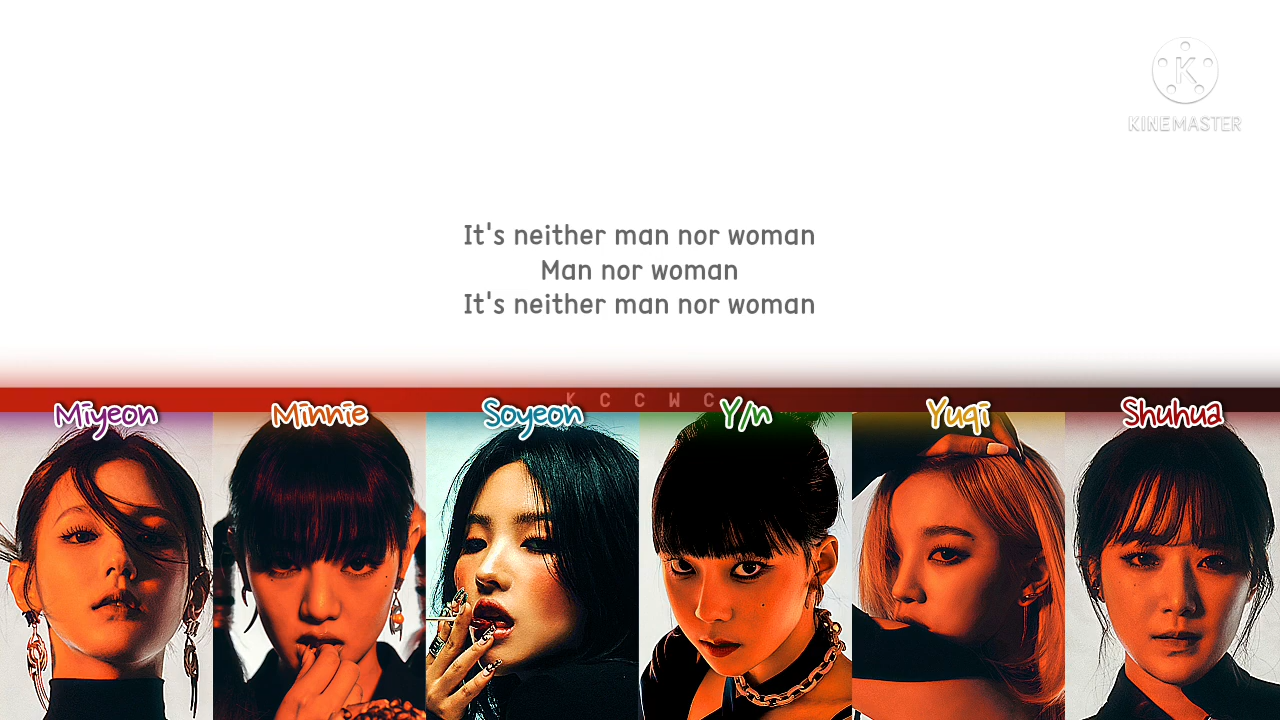 K
KINEMASTER
It's neither man nor woman
Man nor woman
It's neither man nor woman
K C C W C
Miyeon Minnie Soyeon Y/n Yuqi Shuhua